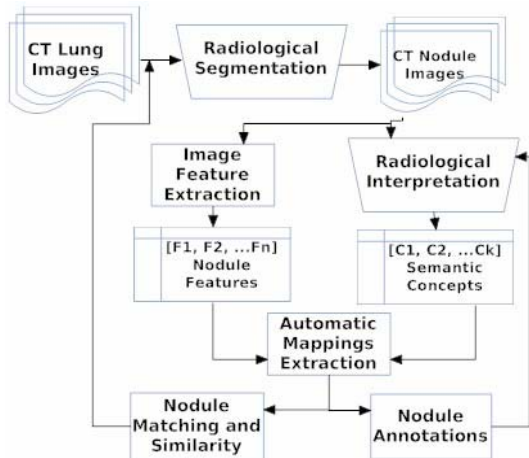 CT Lung
Images
Radiological
Segmentation
CT Nodule
Images
Image
Feature
Extraction
Radiological
Interpretation
[F1, F2, ...Fn]
Nodule
Features
[C1, C2, ...Ck]
Semantic
Concepts
Automatic
Mappings
Extraction
Nodule
Matching and
Similarity
Nodule
Annotations